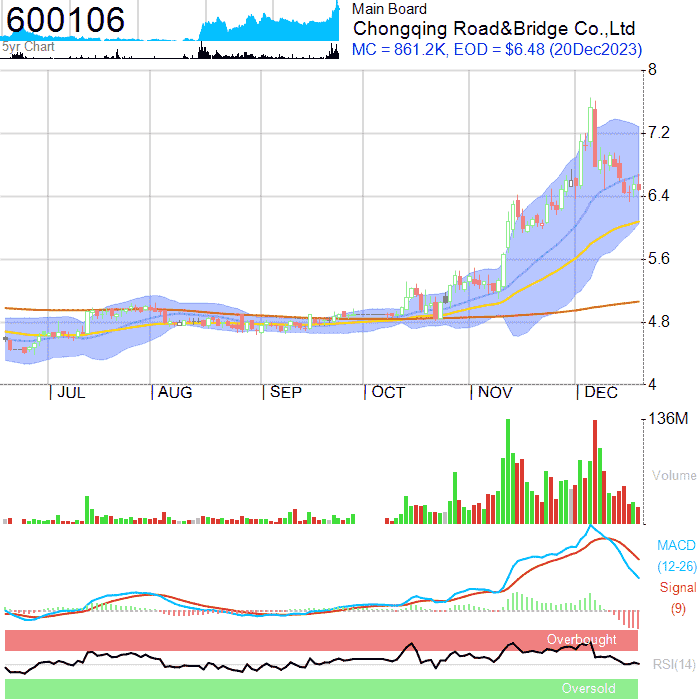 600106
5yr Chart
Main Board
Chongqing Road&Bridge Co.,Ltd
MC = 861.2K, EOD = $6.48 (20Dec2023)
8
7.2
6.4
5.6
4.8
4
JUL AUG SEP OCT NOV DEC
136M
Volume
MACD
(12-26)
Signal
(9)
Overbought
RSI(14)
Oversold